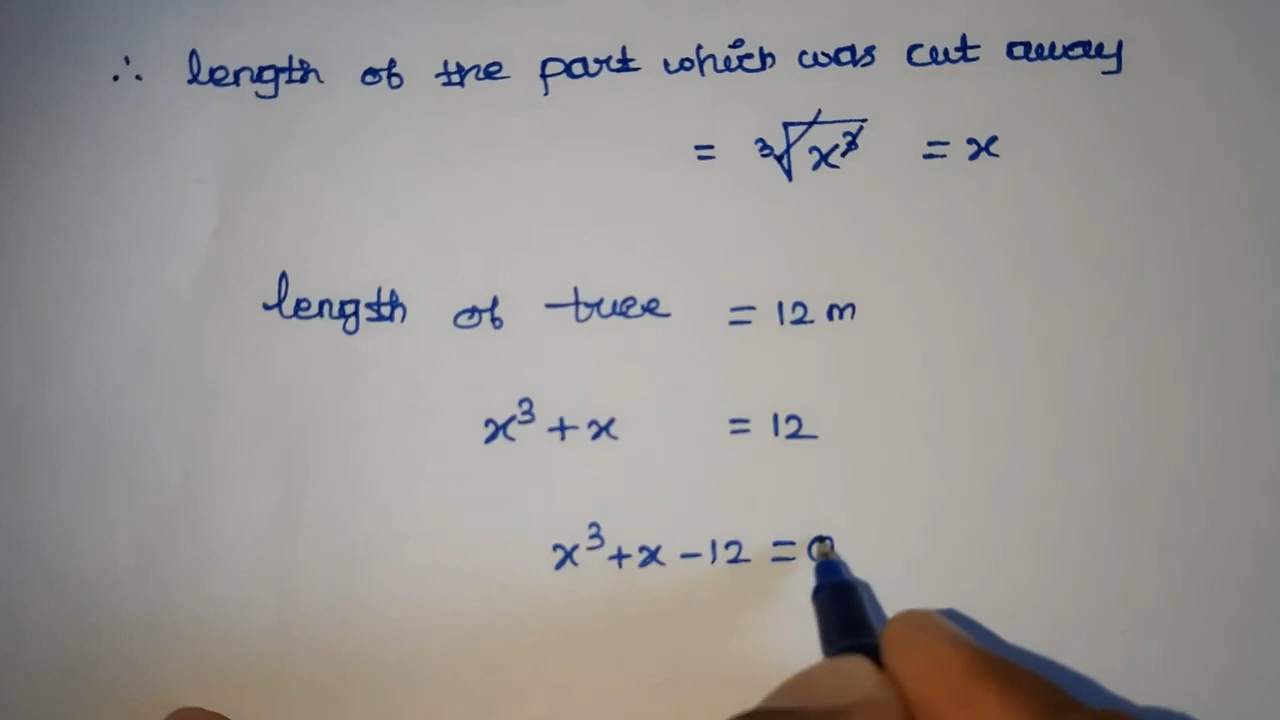 ∴ length of the part which was cut away
= ∛x³ = x
length of tree = 12 m
x³ + x = 12
x³ + x - 12 = 0